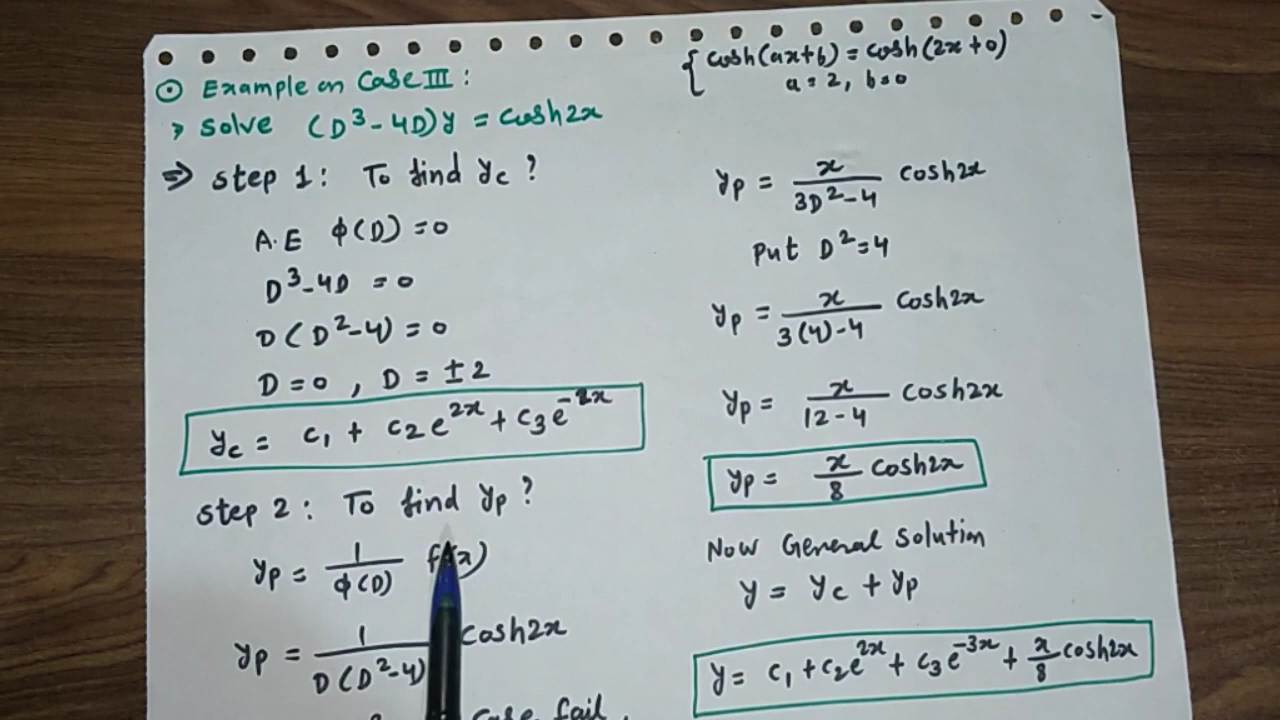 ⊙ Example on Case III :
> Solve (D³ - 4D)y = cosh2x
⇒ Step 1: To find yc ?
A.E φ(D) = 0
D³ - 4D = 0
D(D² - 4) = 0
D = 0 , D = ± 2
yc = c₁ + c₂e^2x + c₃e^-2x
Step 2 : To find yp ?
yp = 1/φ(D) f(x)
yp = 1/D(D² - 4) cosh2x
case fail.
{ cosh(ax+b) = cosh(2x+0)
a = 2, b = 0
yp = x/3D² - 4 cosh2x
Put D² = 4
yp = x/3(4) - 4 cosh2x
yp = x/12 - 4 cosh2x
yp = x/8 cosh2x
Now General Solution
y = yc + yp
y = c₁ + c₂e^2x + c₃e^-3x + x/8 cosh2x